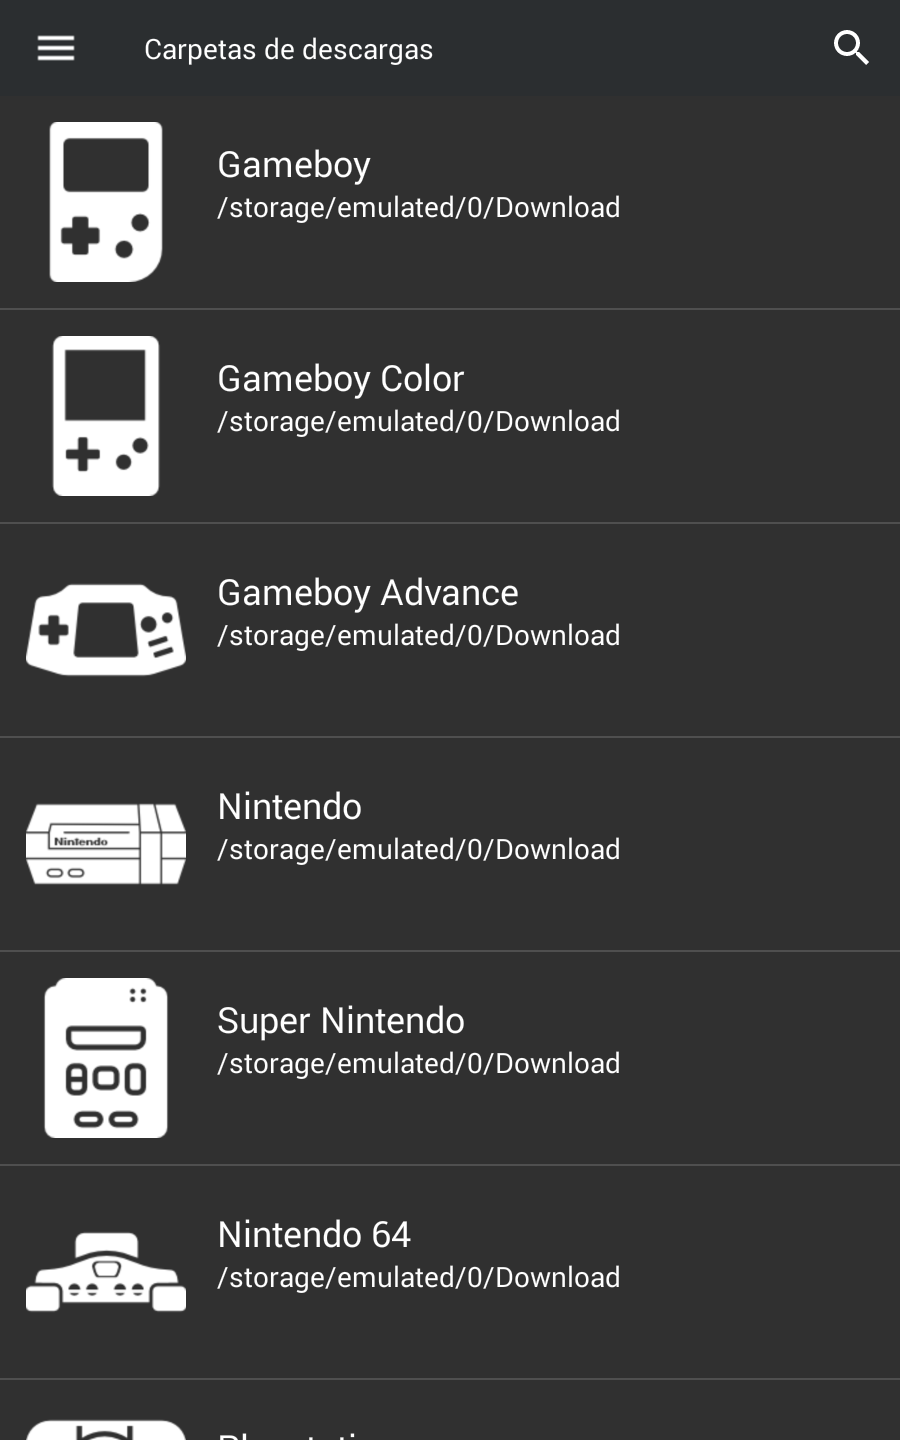 Carpetas de descargas
Gameboy
/storage/emulated/0/Download
Gameboy Color
/storage/emulated/0/Download
Gameboy Advance
/storage/emulated/0/Download
Nintendo
Nintendo
/storage/emulated/0/Download
Super Nintendo
/storage/emulated/0/Download
Nintendo 64
/storage/emulated/0/Download